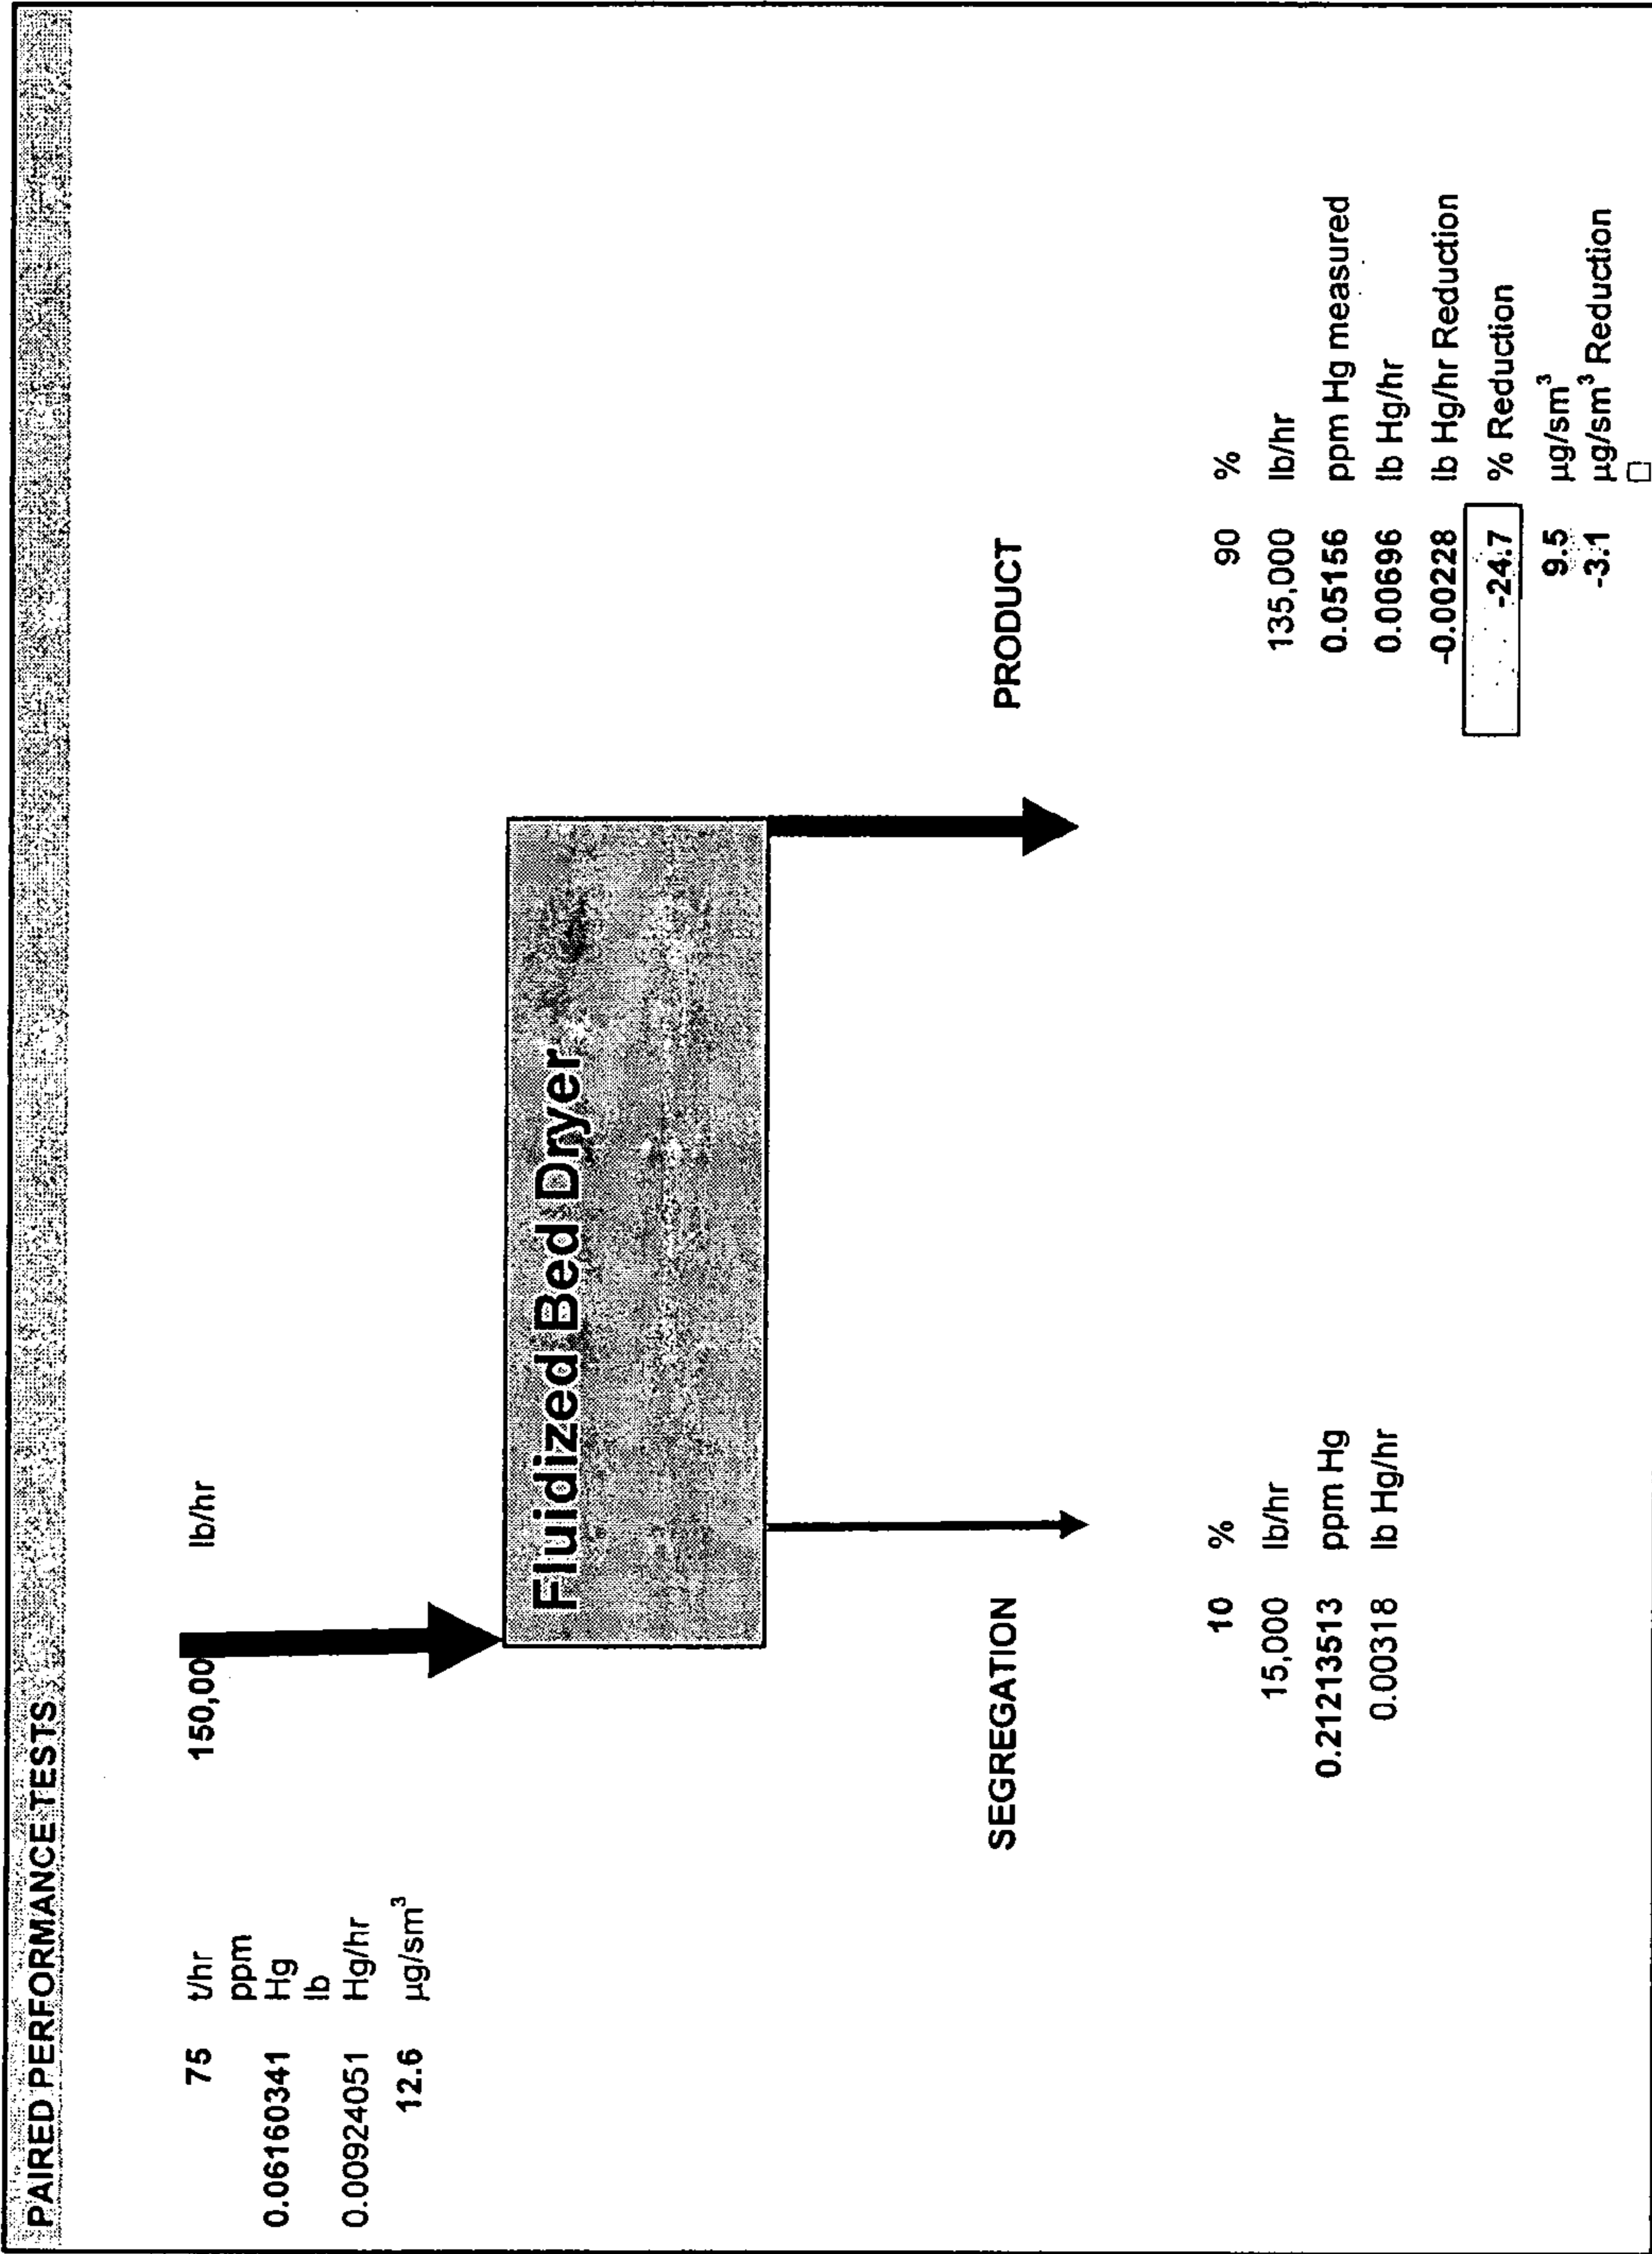 PAIRED PERFORMANCE TESTS
75 t/hr
ppm
0.06160341 Hg
lb
0.00924051 Hg/hr
12.6 µg/sm³
150,00 lb/hr
Fluidized Bed Dryer
SEGREGATION
10 %
15,000 lb/hr
0.21213513 ppm Hg
0.00318 lb Hg/hr
PRODUCT
90 %
135,000 lb/hr
0.05156 ppm Hg measured
0.00696 lb Hg/hr
-0.00228 lb Hg/hr Reduction
-24.7 % Reduction
9.5 µg/sm³
-3.1 µg/sm³ Reduction